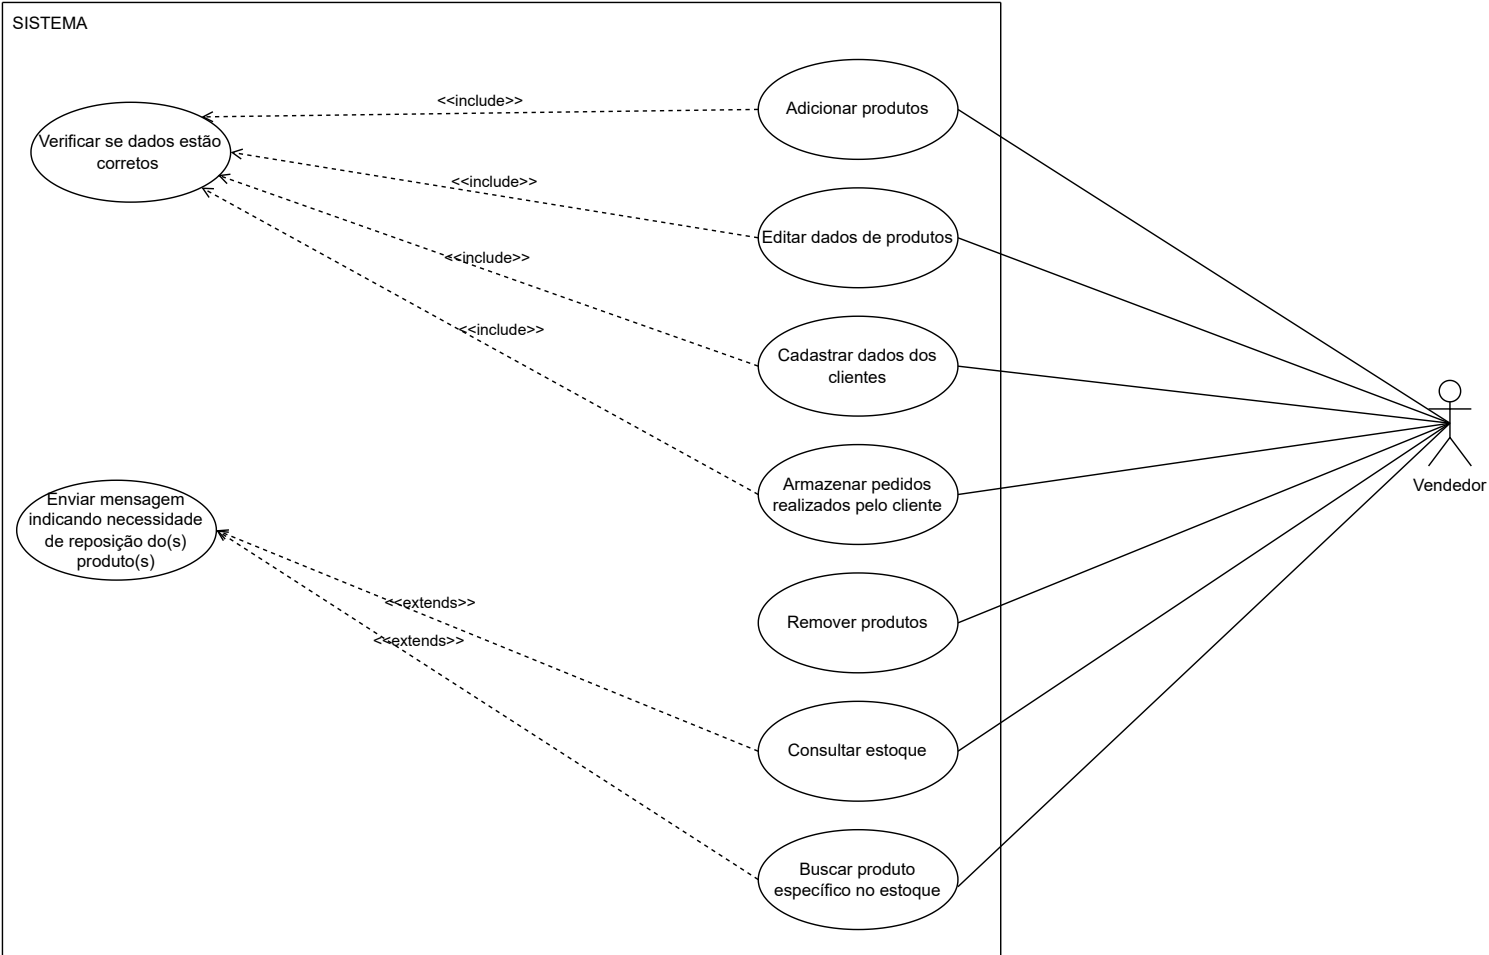 SISTEMA
<<include>>
Adicionar produtos
Verificar se dados estão
corretos
<<include>>
Editar dados de produtos
<<include>>
<<include>>
Cadastrar dados dos
clientes
Armazenar pedidos
realizados pelo cliente
Vendedor
Enviar mensagem
indicando necessidade
de reposição do(s)
produto(s)
<<extends>>
<<extends>>
Remover produtos
Consultar estoque
Buscar produto
específico no estoque